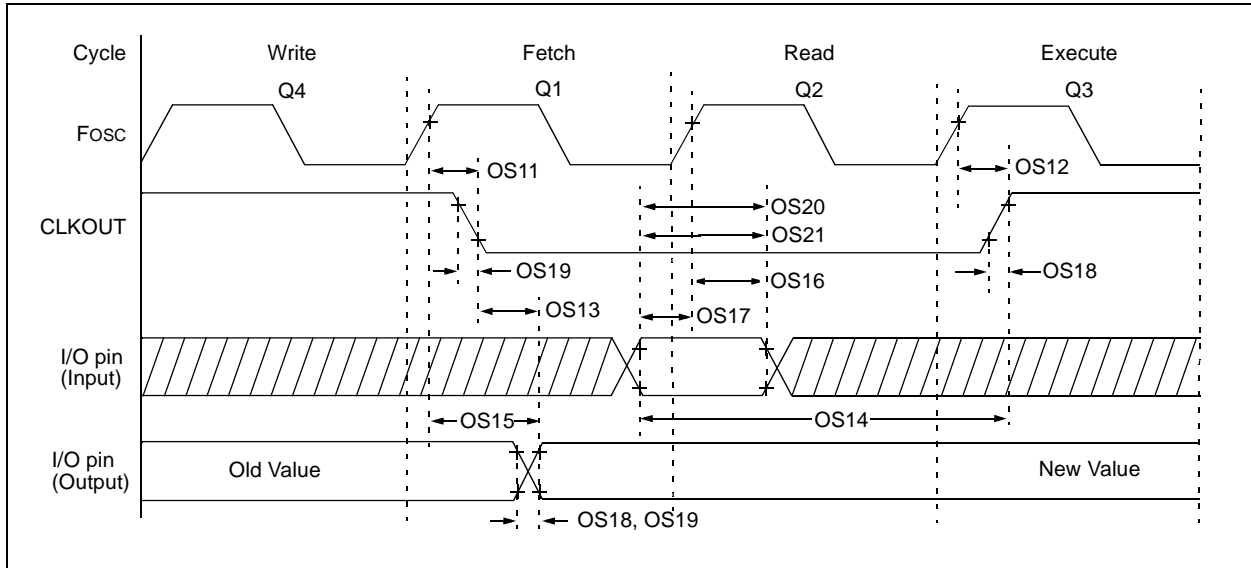 Cycle Write Fetch Read Execute
Q4 Q1 Q2 Q3
FOSC
OS11 OS12
OS20
CLKOUT
OS21
OS19 OS16 OS18
OS13 OS17
I/O pin
(Input)
OS15 OS14
I/O pin
(Output)
Old Value New Value
OS18, OS19